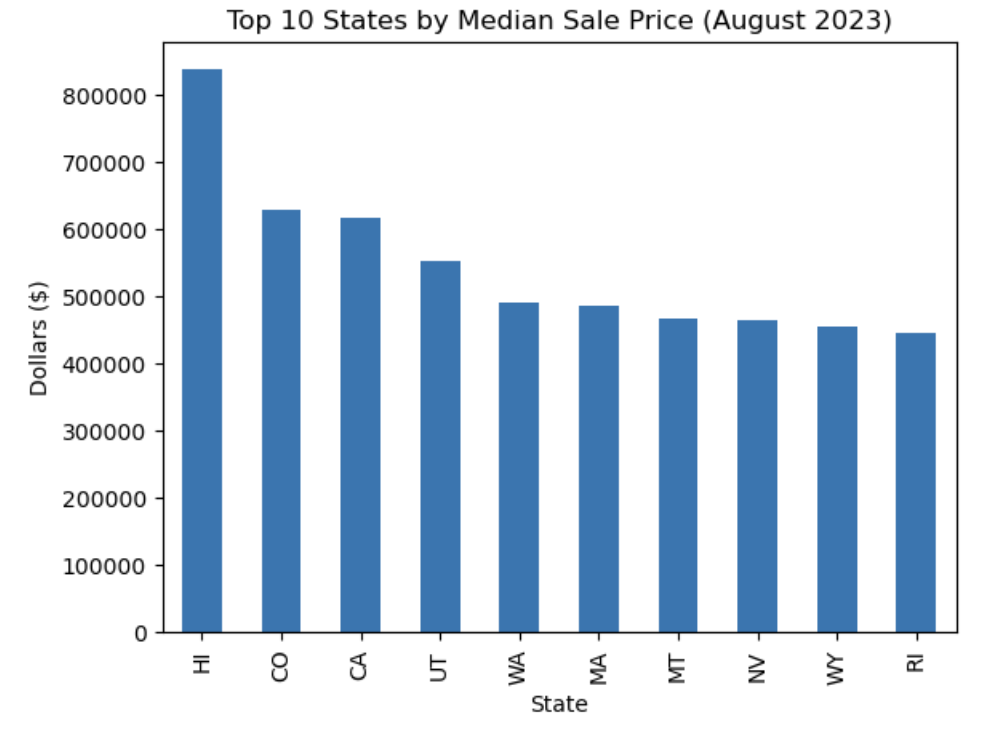 Top 10 States by Median Sale Price (August 2023)
Dollars ($)
800000
700000
600000
500000
400000
300000
200000
100000
0
HI CO CA UT WA MA MT NV WY RI
State